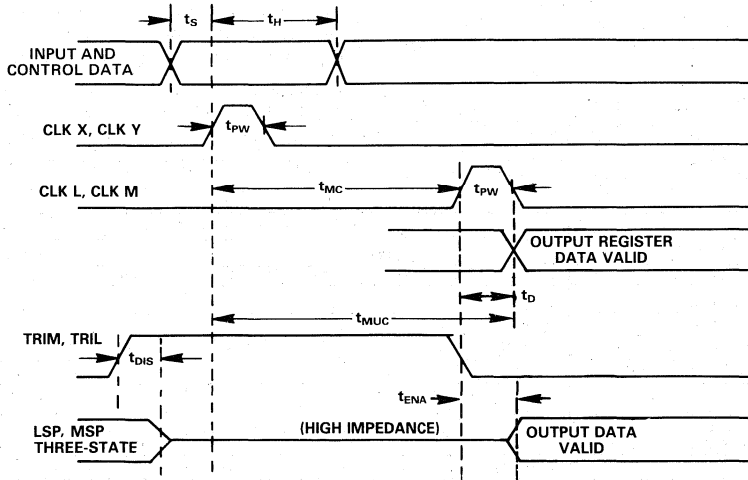 tS
tH
INPUT AND
CONTROL DATA
CLK X, CLK Y
tPW
CLK L, CLK M
tMC
tPW
OUTPUT REGISTER
DATA VALID
tD
tMUC
TRIM, TRIL
tDIS
tENA
LSP, MSP
THREE-STATE
(HIGH IMPEDANCE)
OUTPUT DATA
VALID